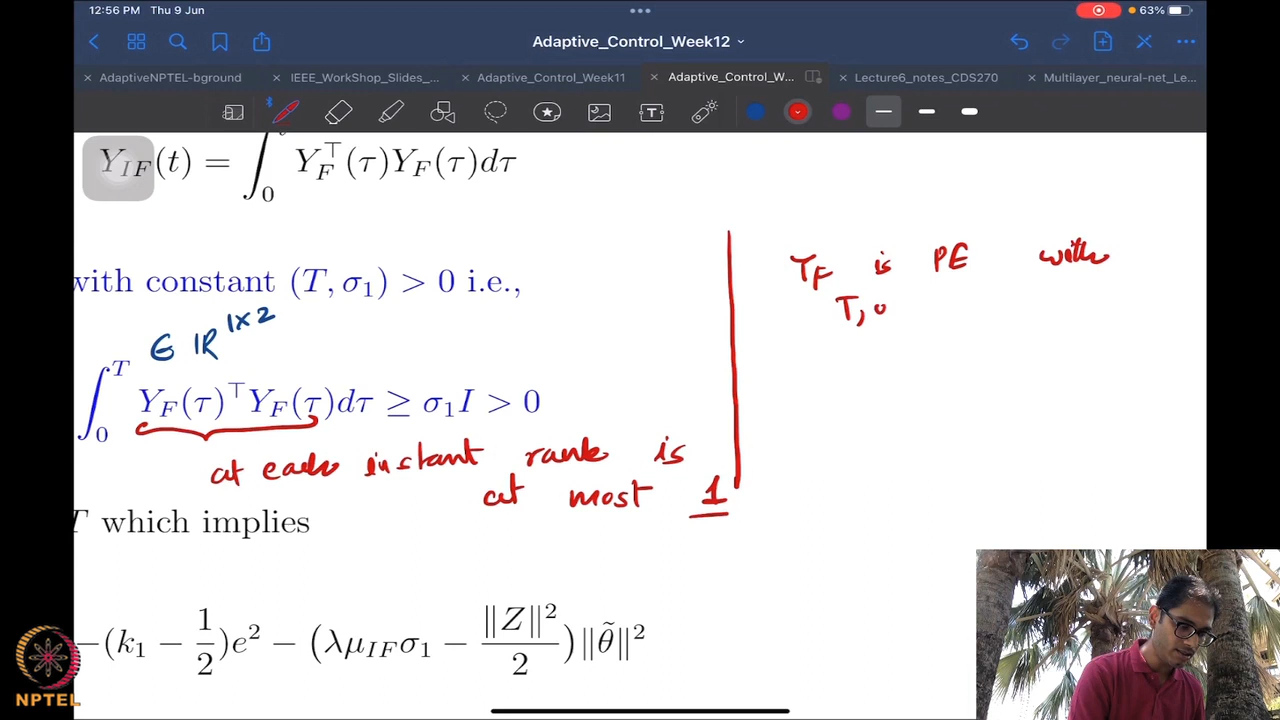 12:56 PM Thu 9 Jun
63%
Adaptive_Control_Week12
AdaptiveNPTEL-bground
IEEE_WorkShop_Slides_...
Adaptive_Control_Week11
Adaptive_Control_W...
Lecture6_notes_CDS270
Multilayer_neural-net_Le...
Y_{IF}(t) = ∫_0 Y_F^⊤(τ)Y_F(τ)dτ
with constant (T, σ_1) > 0 i.e.,
∈ ℝ^{1×2}
∫_0^T Y_F(τ)^⊤Y_F(τ)dτ ≥ σ_1 I > 0
at each instant rank is
at most 1
T which implies
−(k_1 − 1/2)e^2 − (λμ_{IF}σ_1 − ‖Z‖^2/2)‖θ̃‖^2
Y_F is PE with
T,
NPTEL